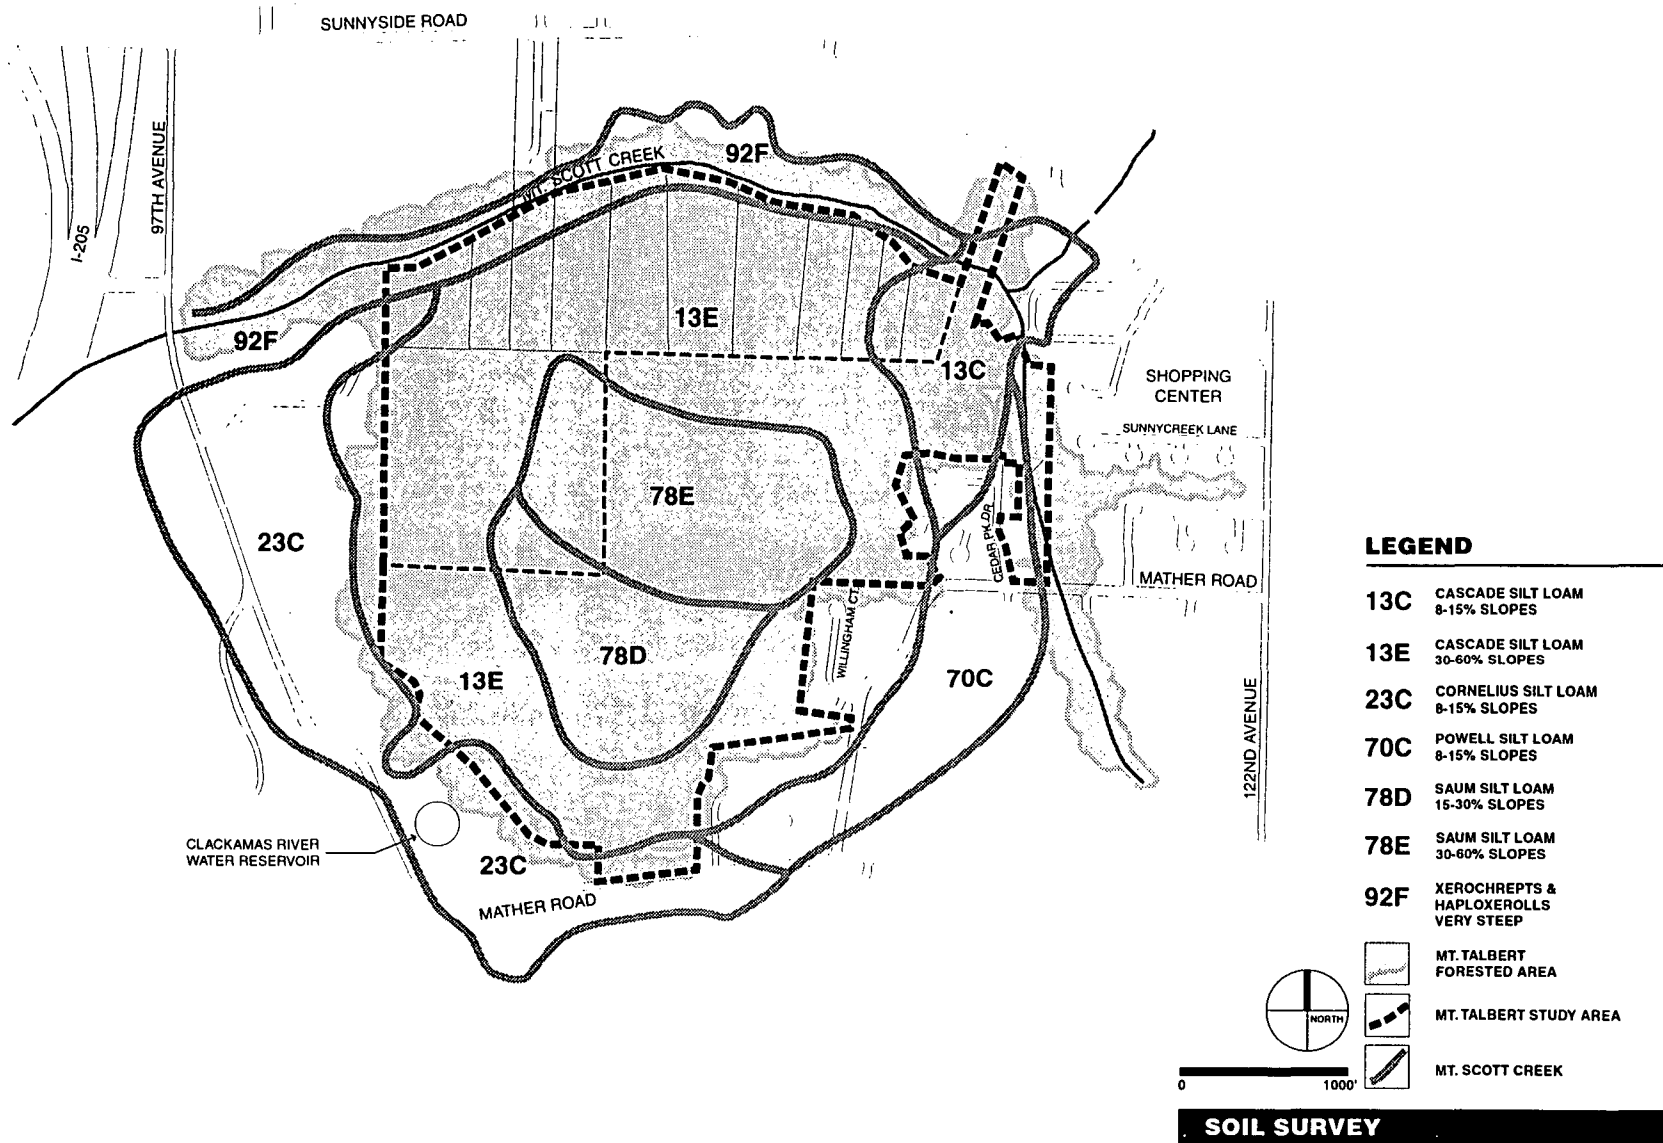 SUNNYSIDE ROAD
97TH AVENUE
I-205
MT. SCOTT CREEK
92F
92F
13E
13C
SHOPPING
CENTER
SUNNYCREEK LANE
78E
23C
CEDAR PK. DR.
MATHER ROAD
WILLINGHAM CT.
78D
13E
70C
122ND AVENUE
CLACKAMAS RIVER
WATER RESERVOIR
23C
MATHER ROAD
LEGEND
13C CASCADE SILT LOAM
8-15% SLOPES
13E CASCADE SILT LOAM
30-60% SLOPES
23C CORNELIUS SILT LOAM
8-15% SLOPES
70C POWELL SILT LOAM
8-15% SLOPES
78D SAUM SILT LOAM
15-30% SLOPES
78E SAUM SILT LOAM
30-60% SLOPES
92F XEROCHREPTS &
HAPLOXEROLLS
VERY STEEP
MT. TALBERT
FORESTED AREA
MT. TALBERT STUDY AREA
MT. SCOTT CREEK
NORTH
0 1000'
SOIL SURVEY